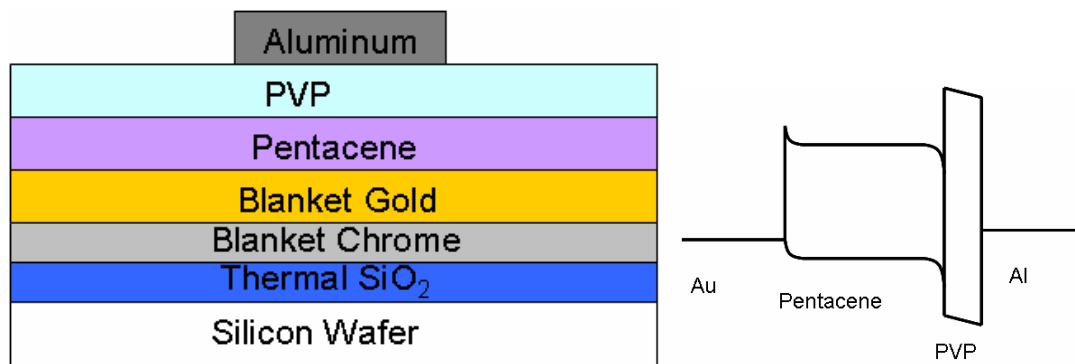 Aluminum
PVP
Pentacene
Blanket Gold
Blanket Chrome
Thermal SiO₂
Silicon Wafer
Au
Pentacene
Al
PVP